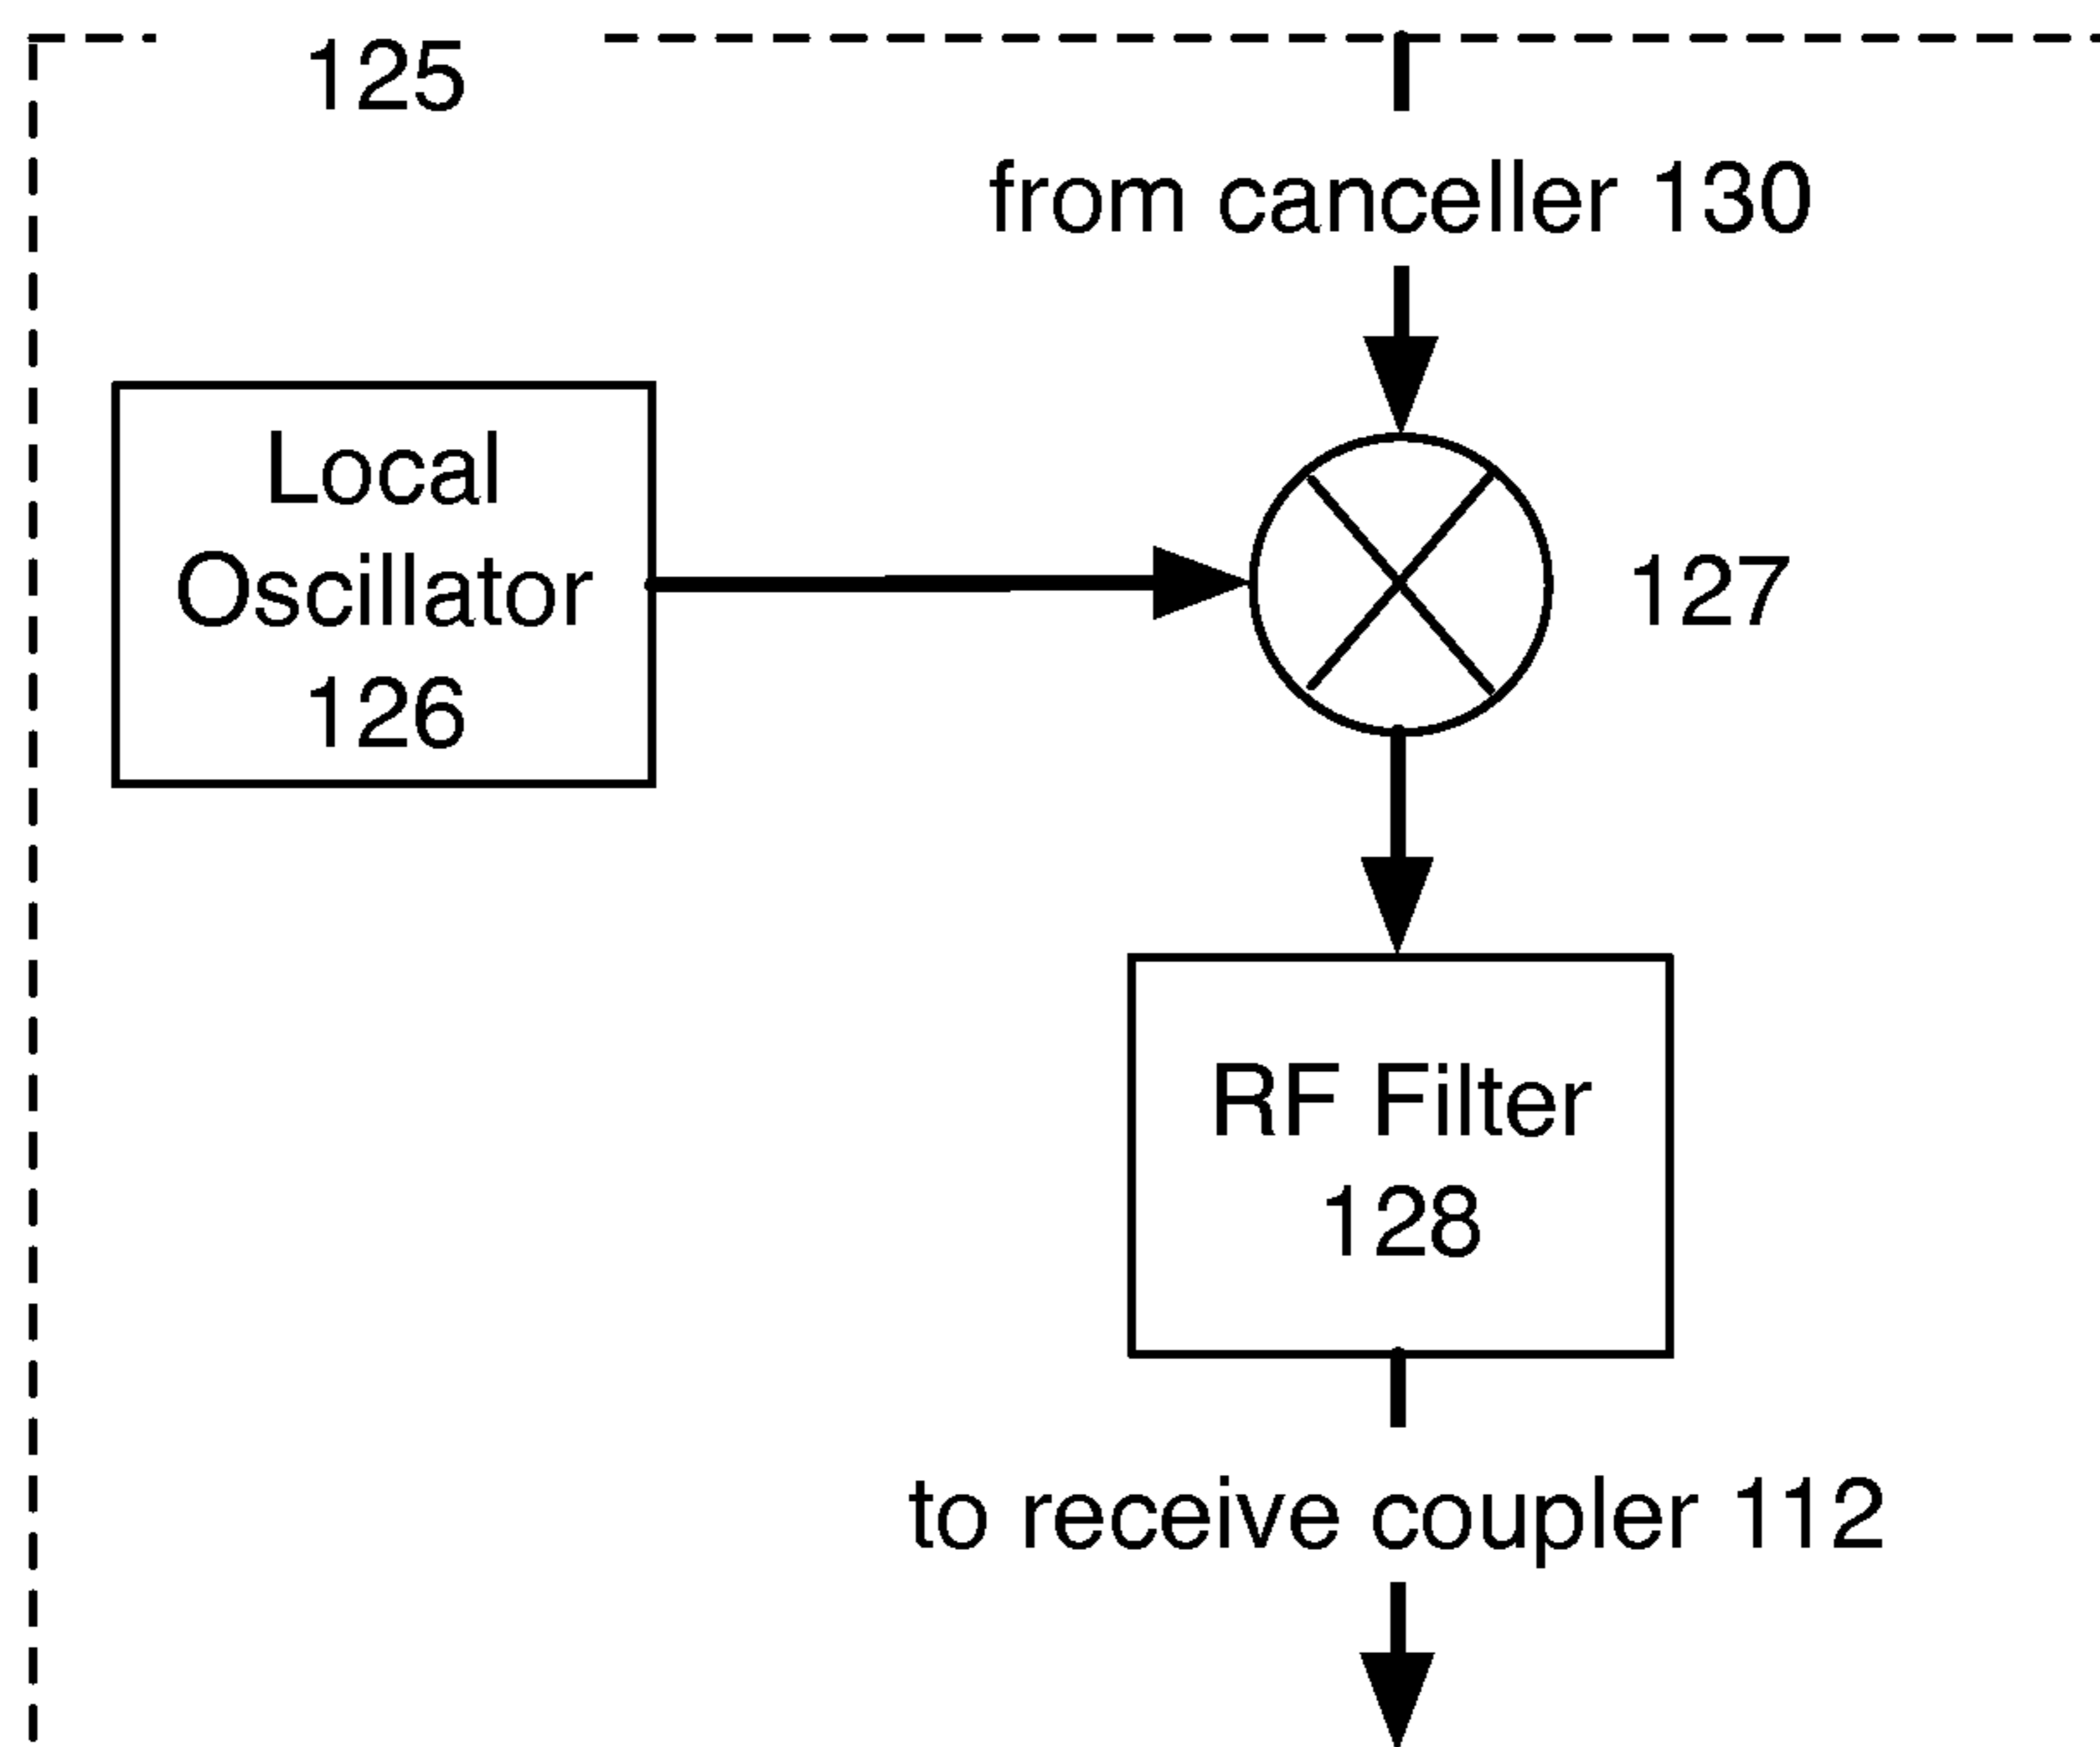 125
from canceller 130
Local
Oscillator
126
127
RF Filter
128
to receive coupler 112